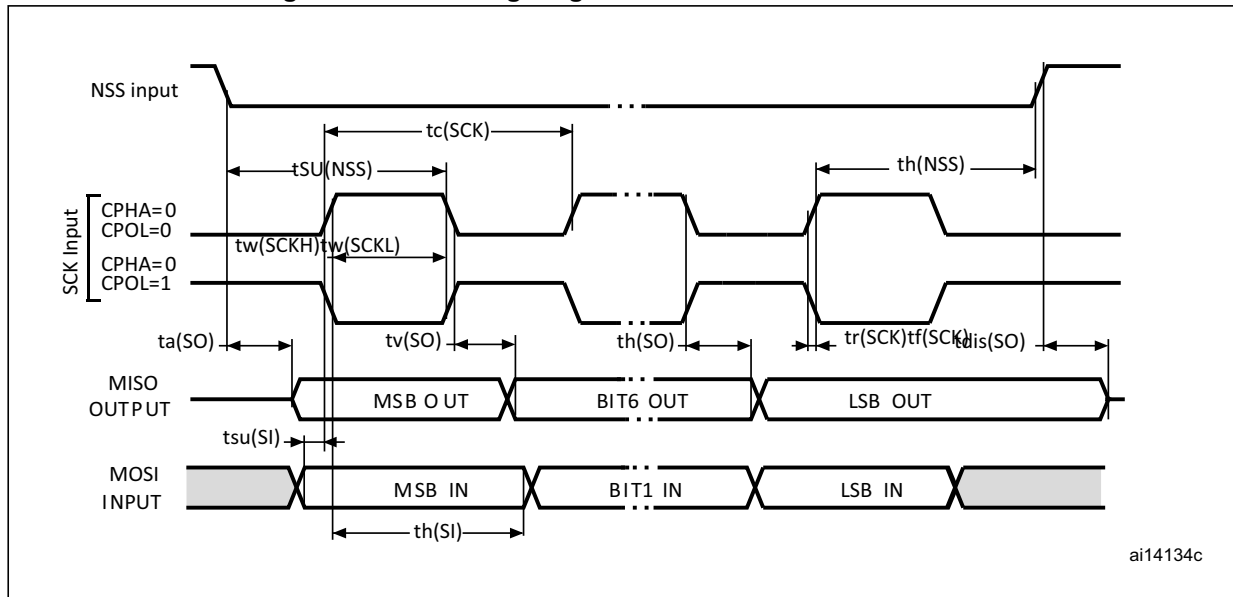 NSS input
tc(SCK)
tSU(NSS)
th(NSS)
SCK Input
CPHA=0
CPOL=0
tw(SCKH)tw(SCKL)
CPHA=0
CPOL=1
ta(SO)
tv(SO)
th(SO)
tr(SCK)tf(SCK)
tdis(SO)
MISO
OUTPUT
MSB OUT
BIT6 OUT
LSB OUT
tsu(SI)
MOSI
INPUT
MSB IN
BIT1 IN
LSB IN
th(SI)
ai14134c